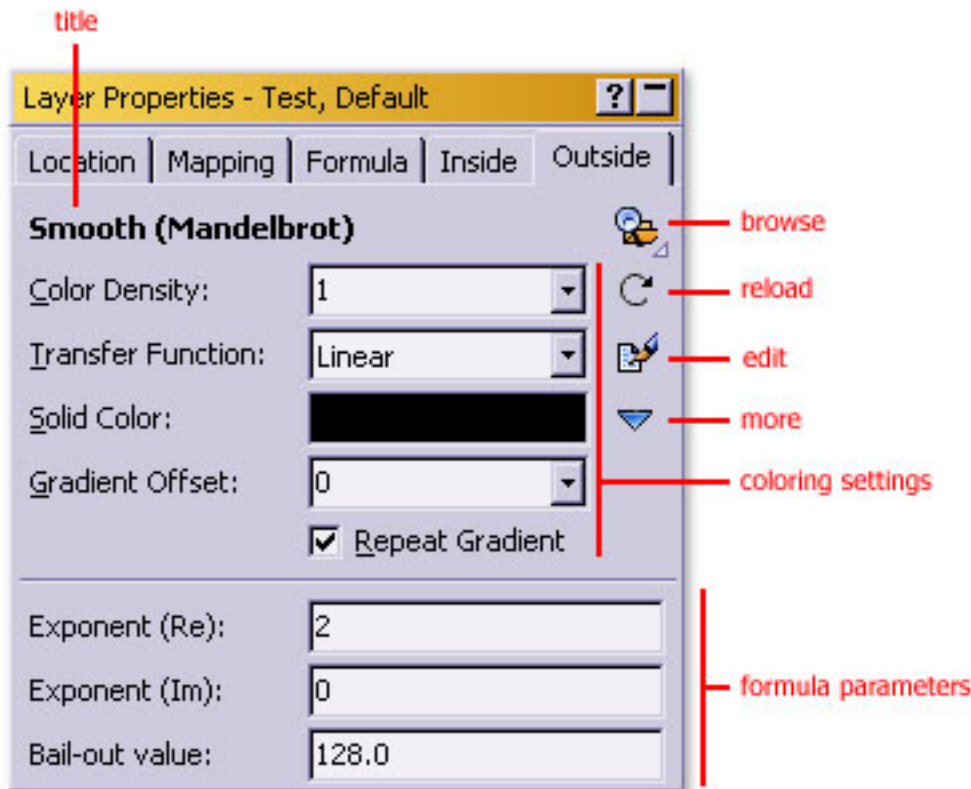 title
Layer Properties - Test, Default
Location Mapping Formula Inside Outside
Smooth (Mandelbrot) browse
Color Density: 1 reload
Transfer Function: Linear edit
Solid Color: more
Gradient Offset: 0 coloring settings
Repeat Gradient
Exponent (Re): 2
Exponent (Im): 0 formula parameters
Bail-out value: 128.0